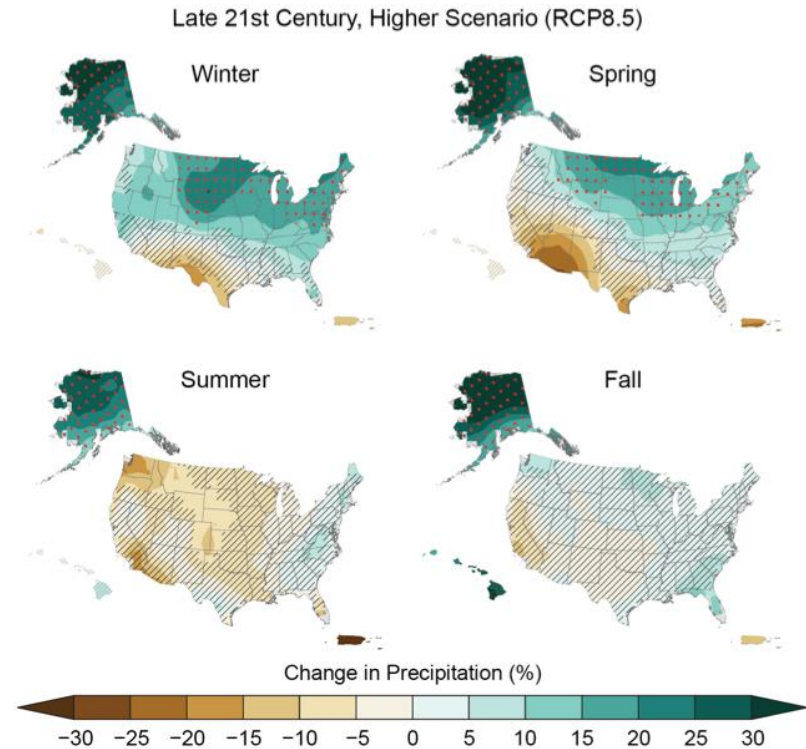 Late 21st Century, Higher Scenario (RCP8.5)
Winter
Spring
Summer
Fall
Change in Precipitation (%)
−30 −25 −20 −15 −10 −5 0 5 10 15 20 25 30